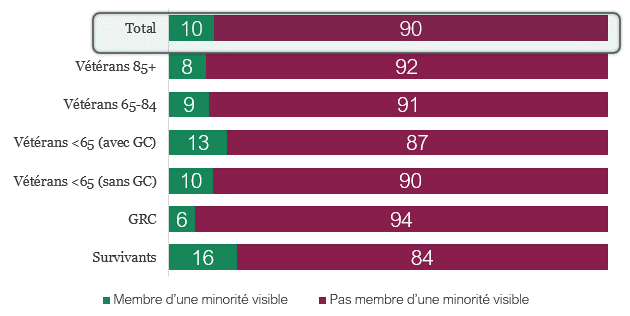 Total 10 90
Vétérans 85+ 8 92
Vétérans 65-84 9 91
Vétérans <65 (avec GC) 13 87
Vétérans <65 (sans GC) 10 90
GRC 6 94
Survivants 16 84
Membre d'une minorité visible Pas membre d'une minorité visible